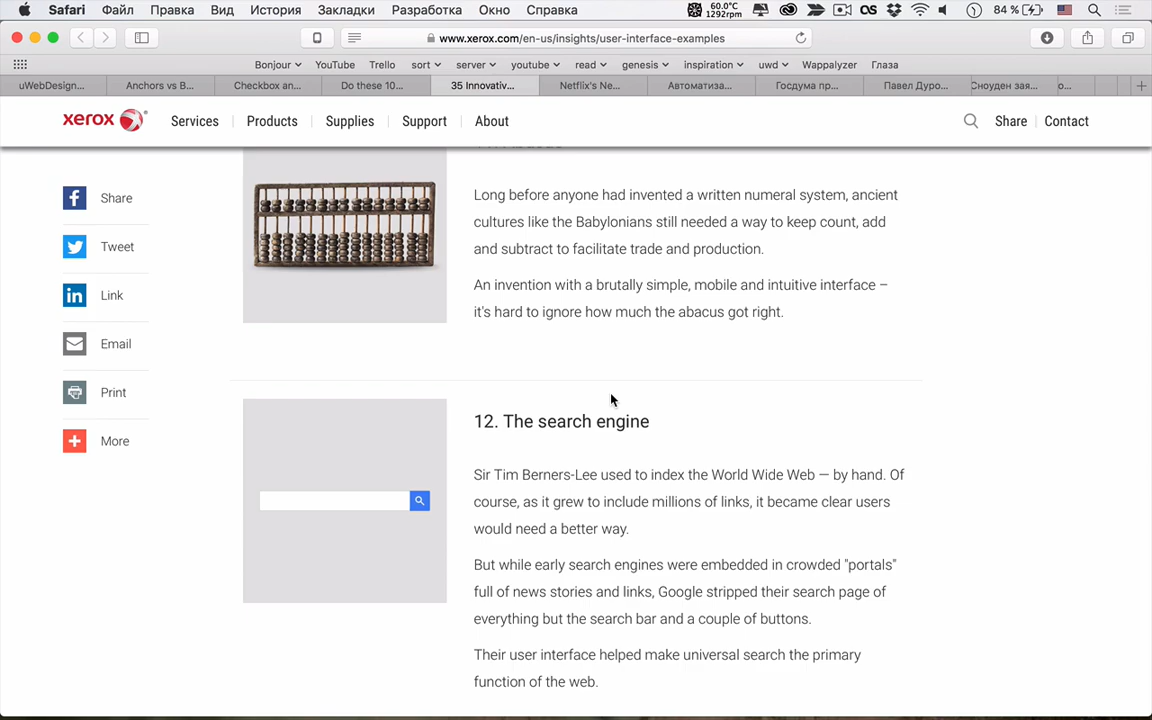 Safari Файл Правка Вид История Закладки Разработка Окно Справка 60.0°C 1292rpm 84 %
www.xerox.com/en-us/insights/user-interface-examples
Bonjour YouTube Trello sort server youtube read genesis inspiration uwd Wappalyzer Глаза
uWebDesign... Anchors vs B... Checkbox an... Do these 10... 35 Innovativ... Netflix's Ne... Автоматиза... Госдума пр... Павел Дуро... Сноуден зая... о...
xerox Services Products Supplies Support About Share Contact
Share
Tweet
Link
Email
Print
More
Long before anyone had invented a written numeral system, ancient
cultures like the Babylonians still needed a way to keep count, add
and subtract to facilitate trade and production.
An invention with a brutally simple, mobile and intuitive interface –
it's hard to ignore how much the abacus got right.
12. The search engine
Sir Tim Berners-Lee used to index the World Wide Web — by hand. Of
course, as it grew to include millions of links, it became clear users
would need a better way.
But while early search engines were embedded in crowded "portals"
full of news stories and links, Google stripped their search page of
everything but the search bar and a couple of buttons.
Their user interface helped make universal search the primary
function of the web.